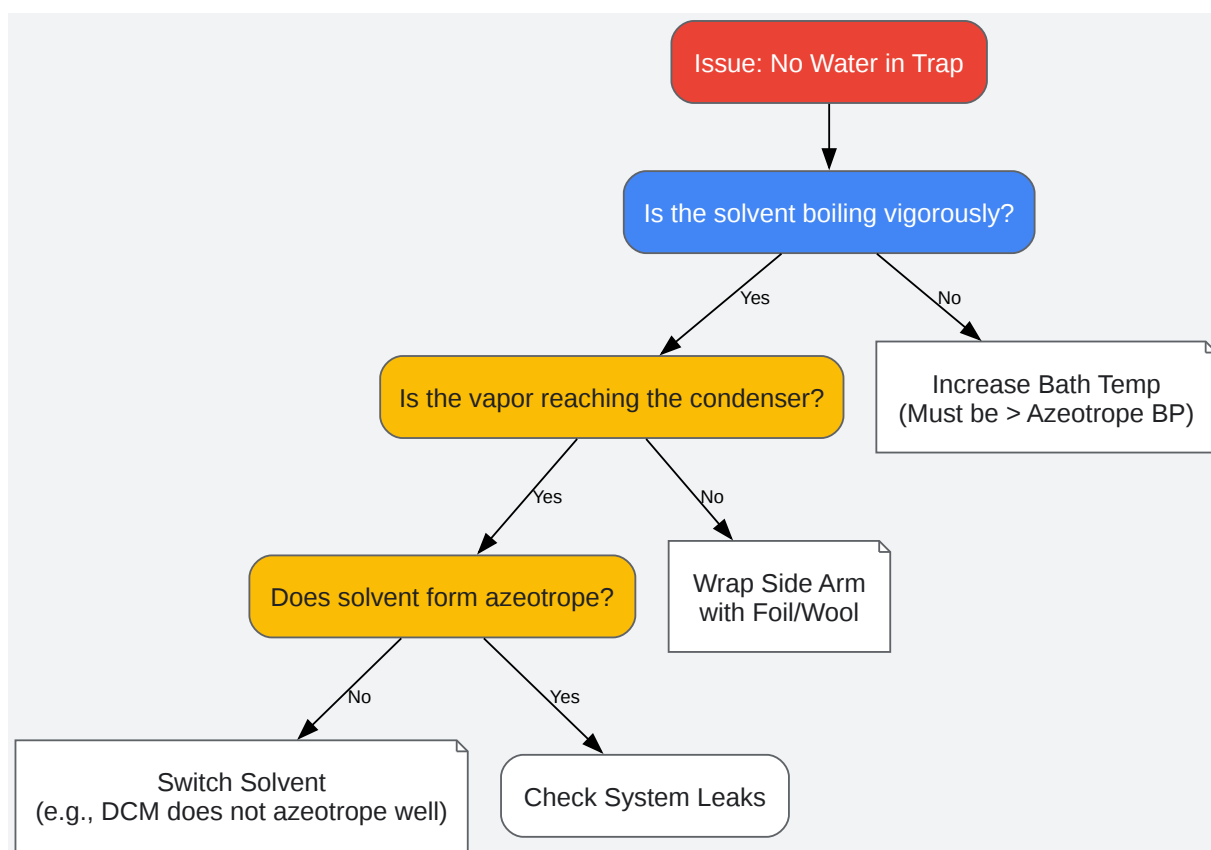 Issue: No Water in Trap
Is the solvent boiling vigorously?
Yes
No
Is the vapor reaching the condenser?
Increase Bath Temp
(Must be > Azeotrope BP)
Yes
No
Does solvent form azeotrope?
Wrap Side Arm
with Foil/Wool
No
Yes
Switch Solvent
(e.g., DCM does not azeotrope well)
Check System Leaks